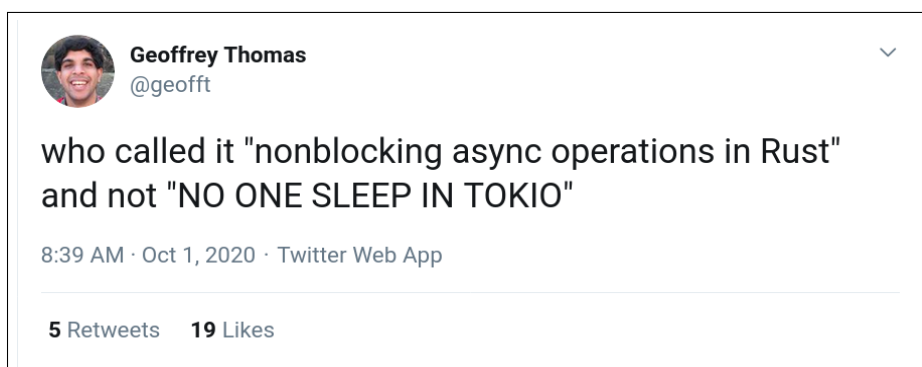 Geoffrey Thomas
@geofft
who called it "nonblocking async operations in Rust"
and not "NO ONE SLEEP IN TOKIO"
8:39 AM · Oct 1, 2020 · Twitter Web App
5 Retweets 19 Likes